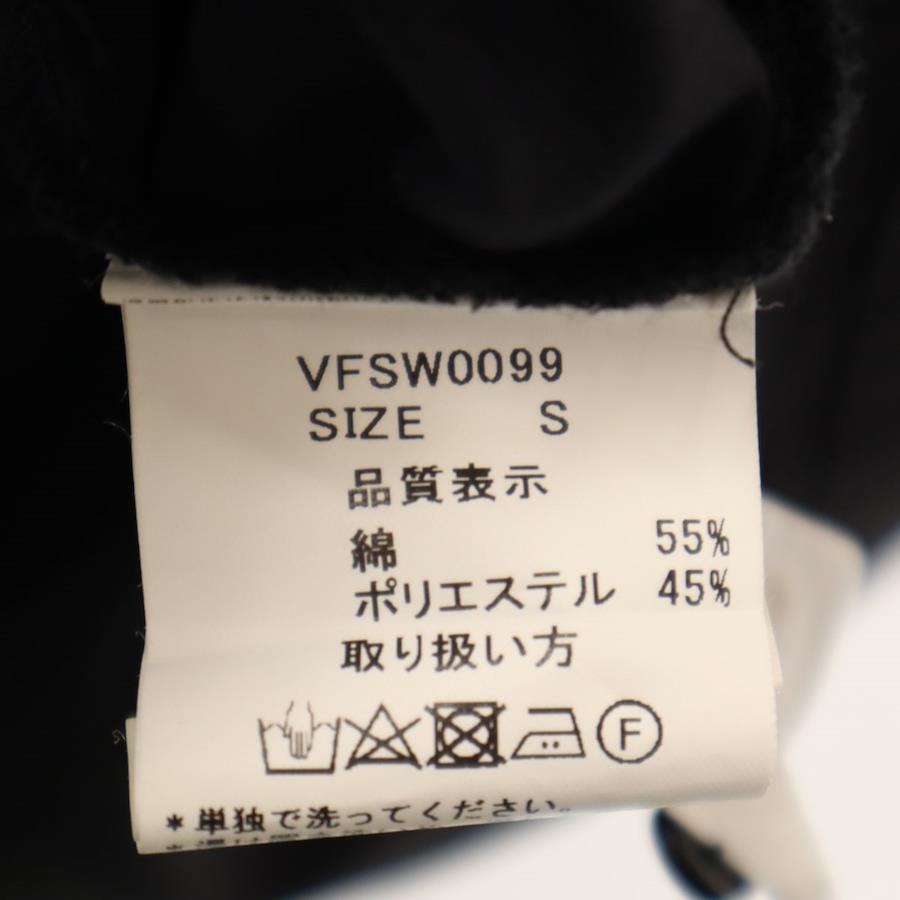 VFSW0099
SIZE S
品質表示
綿 55%
ポリエステル 45%
取り扱い方
F
*単独で洗ってください。